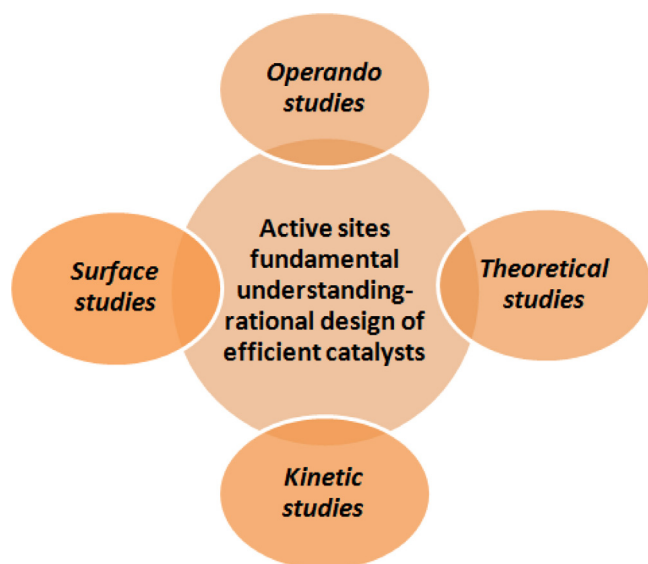 Operando
studies
Surface
studies
Active sites
fundamental
understanding-
rational design of
efficient catalysts
Theoretical
studies
Kinetic
studies